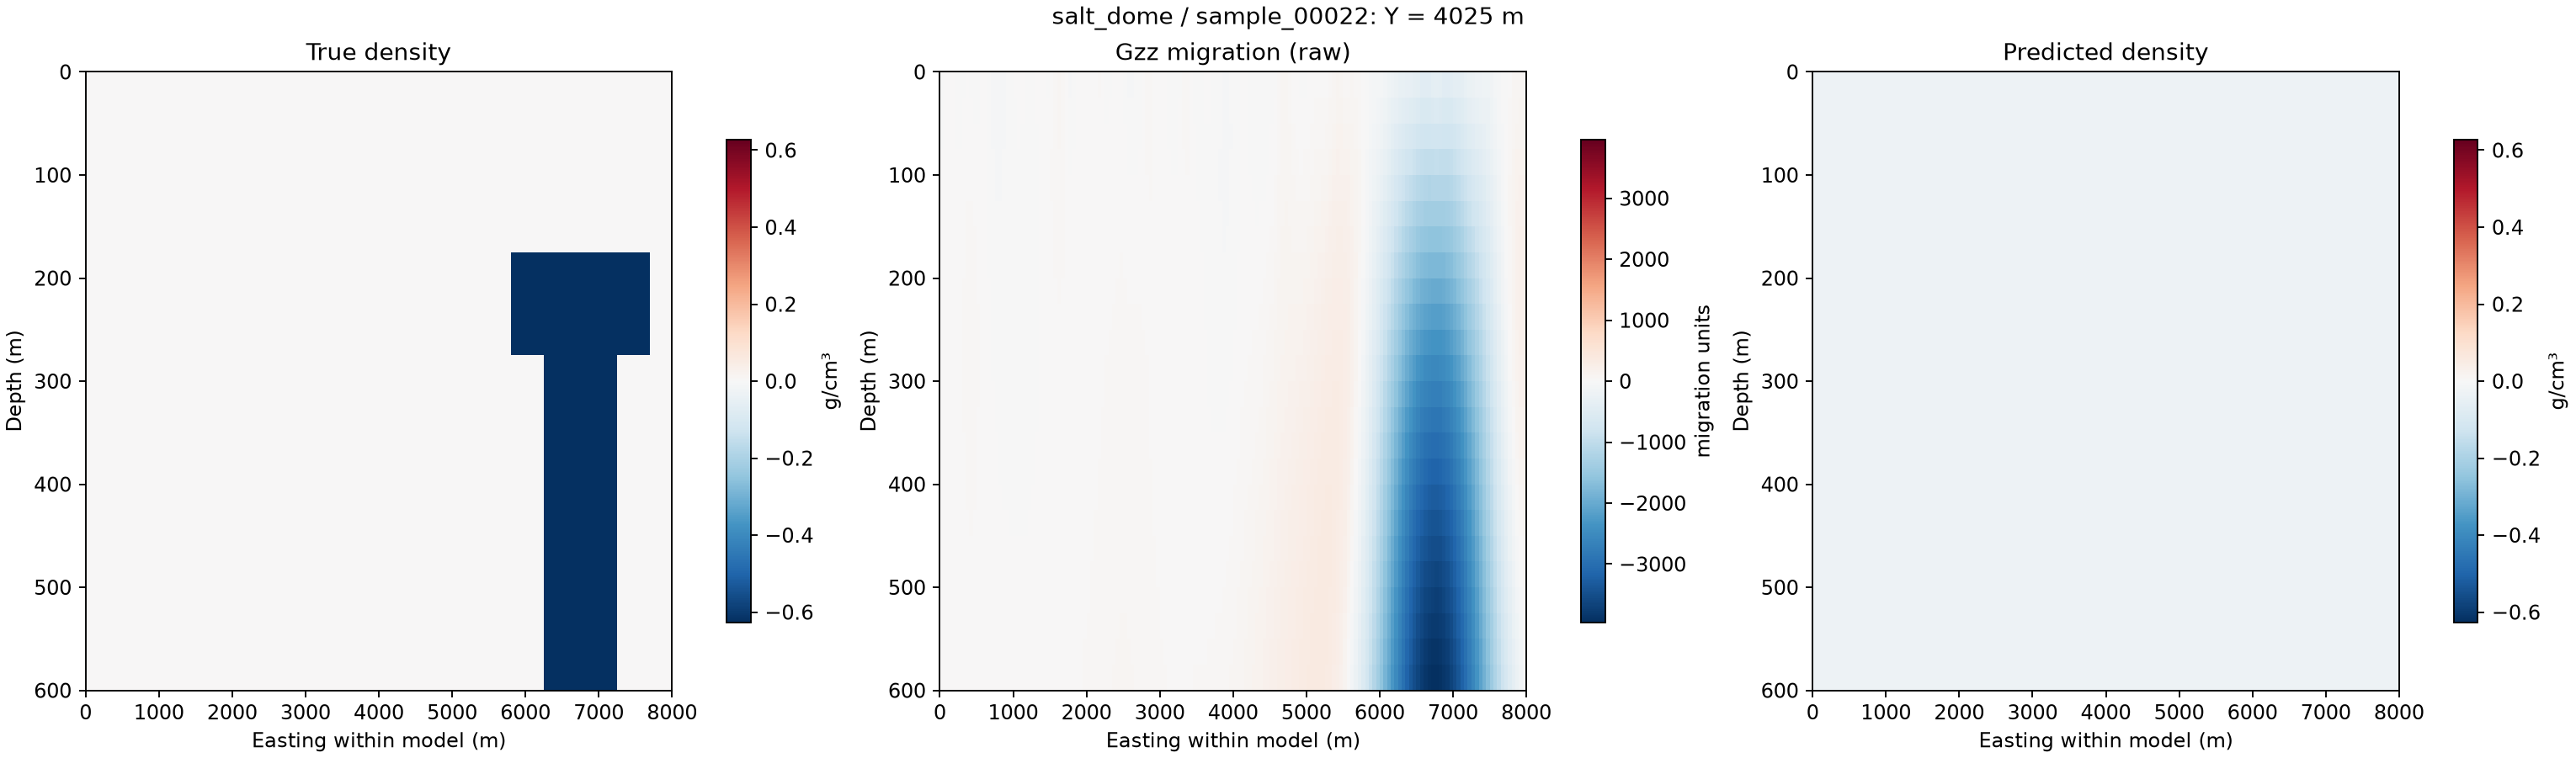 salt_dome / sample_00022: Y = 4025 m
True density
0
100
200
300
400
500
600
Depth (m)
0 1000 2000 3000 4000 5000 6000 7000 8000
Easting within model (m)
0.6
0.4
0.2
0.0
−0.2
−0.4
−0.6
g/cm³
Gzz migration (raw)
0
100
200
300
400
500
600
Depth (m)
0 1000 2000 3000 4000 5000 6000 7000 8000
Easting within model (m)
3000
2000
1000
0
−1000
−2000
−3000
migration units
Predicted density
0
100
200
300
400
500
600
Depth (m)
0 1000 2000 3000 4000 5000 6000 7000 8000
Easting within model (m)
0.6
0.4
0.2
0.0
−0.2
−0.4
−0.6
g/cm³